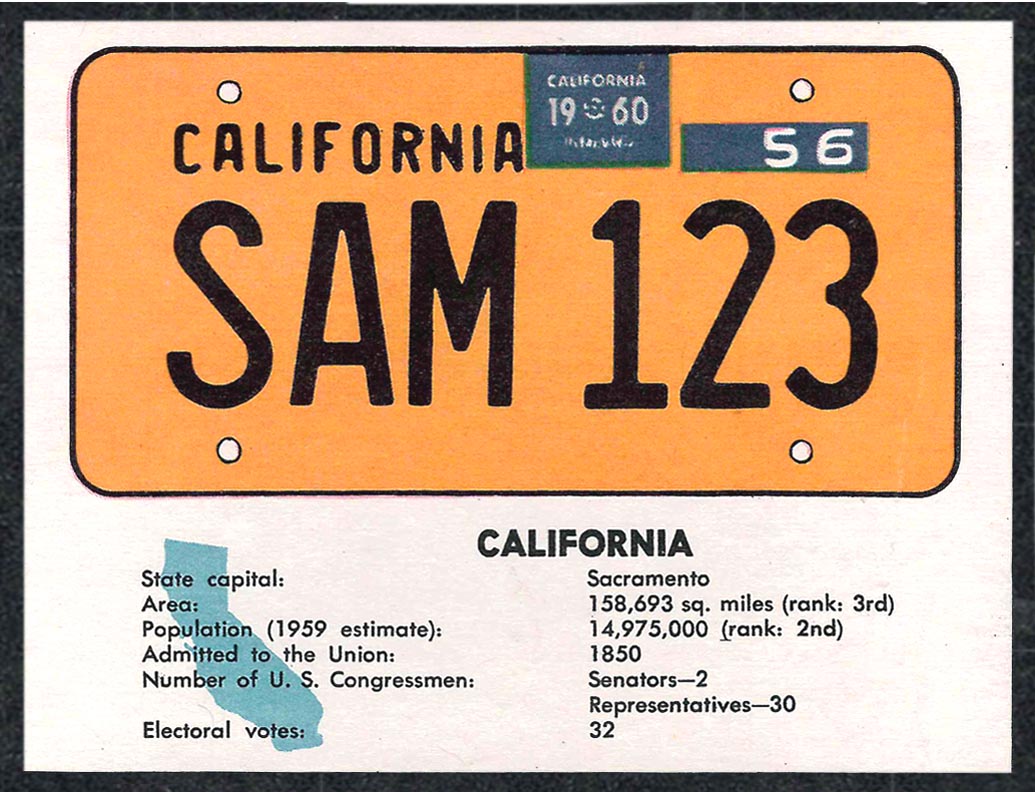 CALIFORNIA
19 60
CALIFORNIA
56
SAM 123
CALIFORNIA
State capital: Sacramento
Area: 158,693 sq. miles (rank: 3rd)
Population (1959 estimate): 14,975,000 (rank: 2nd)
Admitted to the Union: 1850
Number of U. S. Congressmen: Senators—2
Representatives—30
Electoral votes: 32